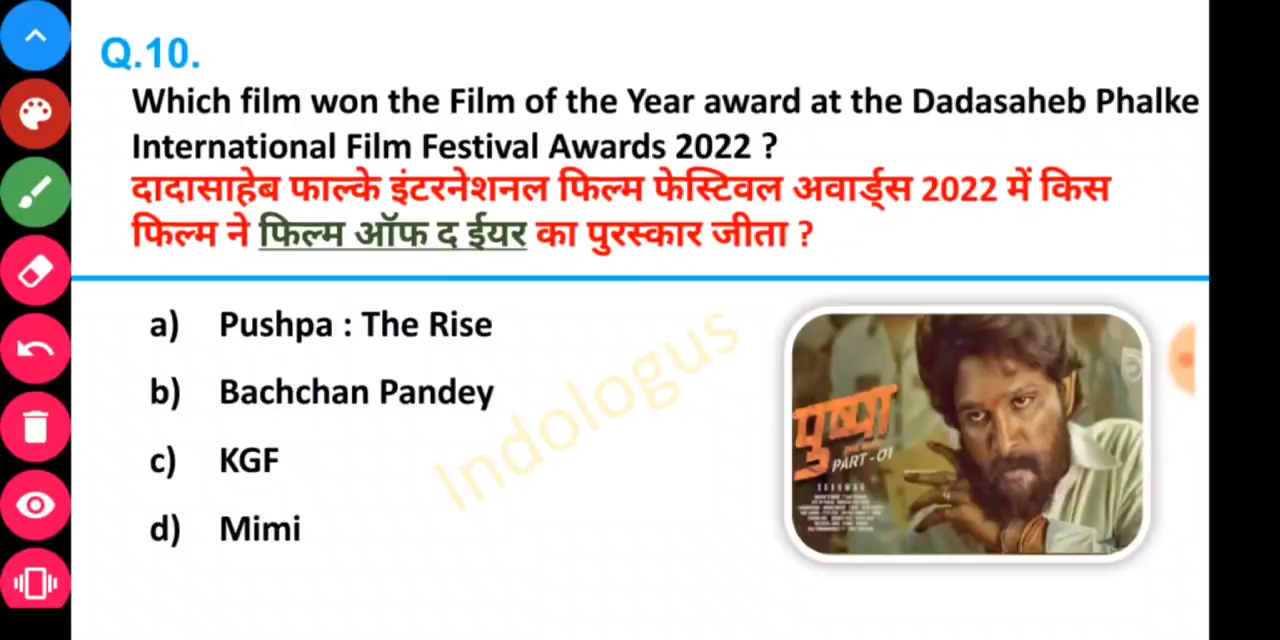 Q.10.
Which film won the Film of the Year award at the Dadasaheb Phalke
International Film Festival Awards 2022 ?
दादासाहेब फाल्के इंटरनेशनल फिल्म फेस्टिवल अवार्ड्स 2022 में किस
फिल्म ने फिल्म ऑफ द ईयर का पुरस्कार जीता ?
a) Pushpa : The Rise
b) Bachchan Pandey
c) KGF
d) Mimi
Indologus
पुष्पा
PART-01
SUKUMAR